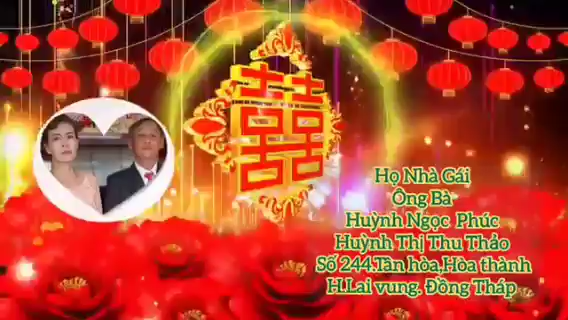 囍
Họ Nhà Gái
Ông Bà
Huỳnh Ngọc Phúc
Huỳnh Thị Thu Thảo
Số 244.Tân hòa,Hòa thành
H.Lai vung. Đồng Tháp